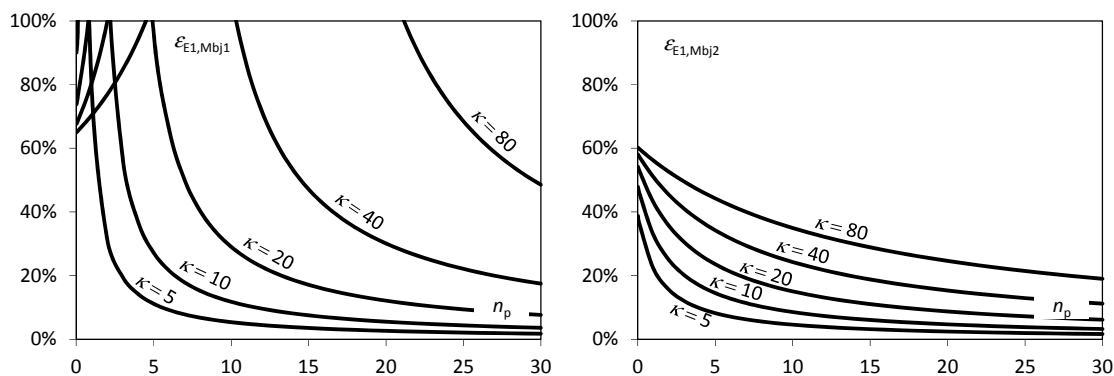 100%
80%
60%
40%
20%
0%
ε_E1,Mbj1
κ = 80
κ = 40
κ = 20
κ = 10
κ = 5
n_p
0 5 10 15 20 25 30
100%
80%
60%
40%
20%
0%
ε_E1,Mbj2
κ = 80
κ = 40
κ = 20
κ = 10
κ = 5
n_p
0 5 10 15 20 25 30